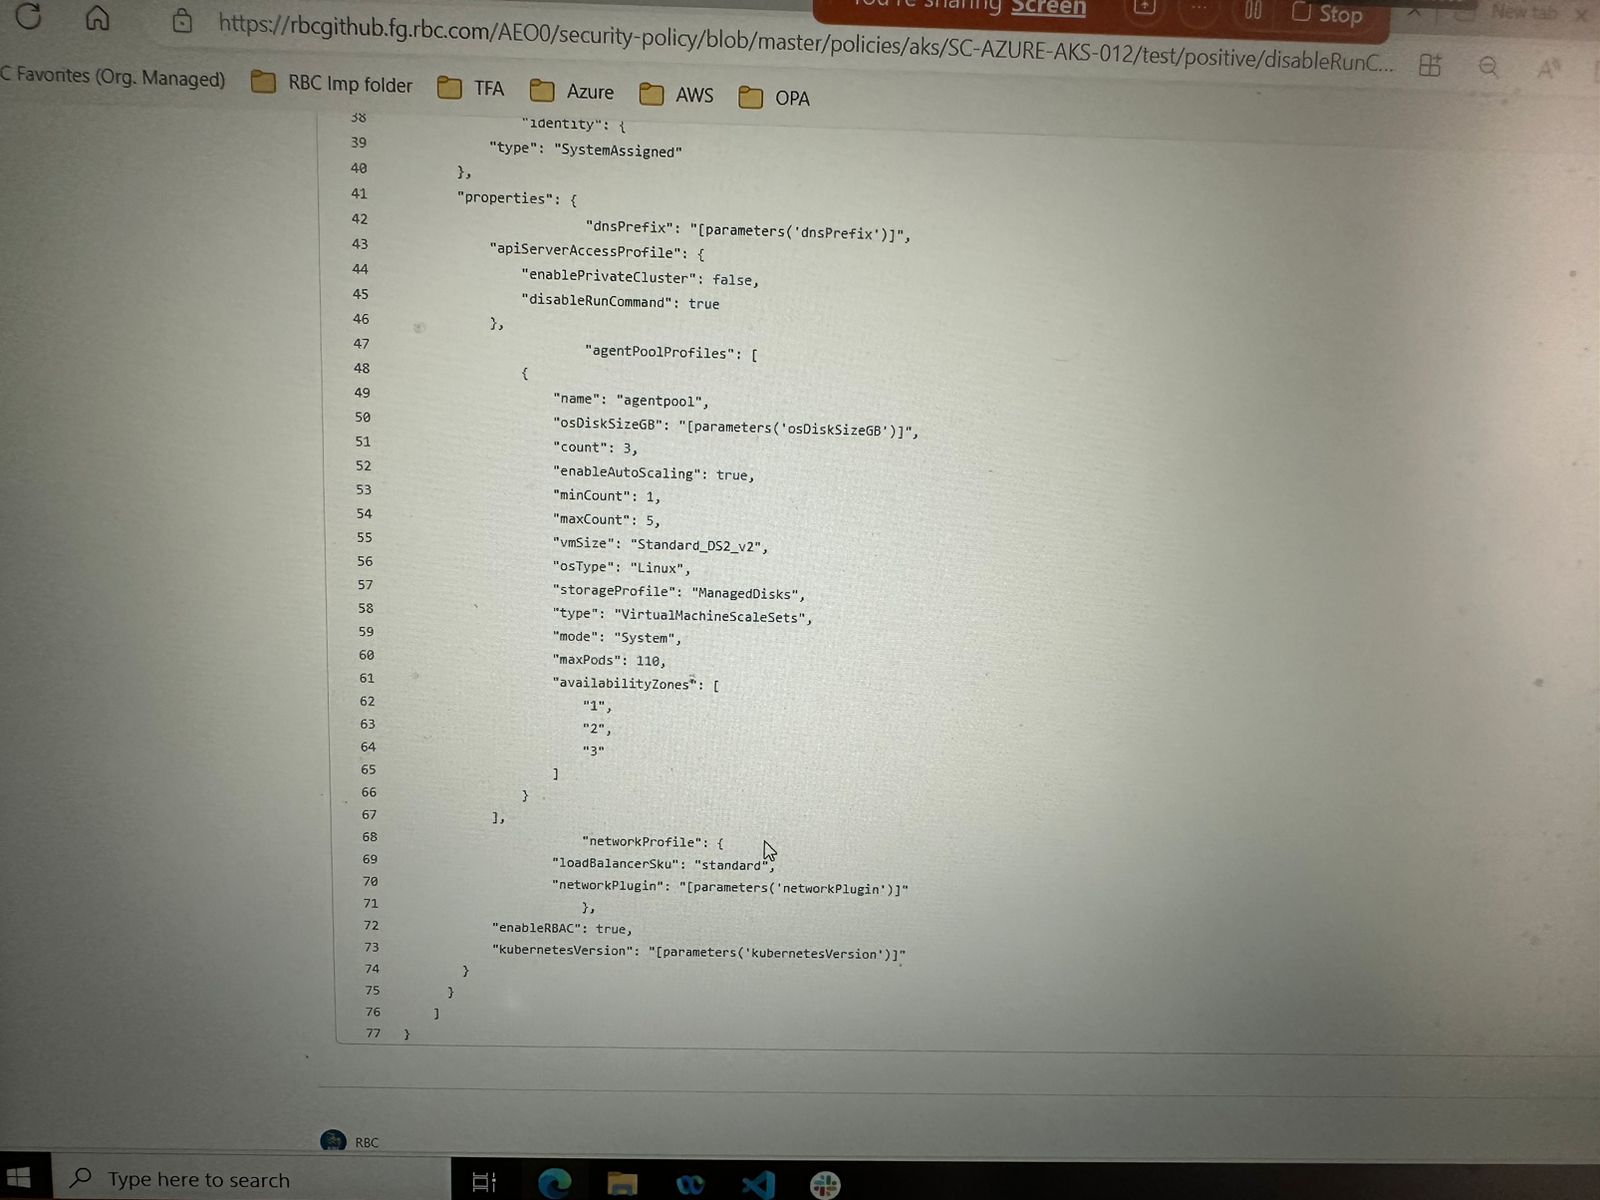 Screen
Stop
New tab
https://rbcgithub.fg.rbc.com/AEO0/security-policy/blob/master/policies/aks/SC-AZURE-AKS-012/test/positive/disableRunC...
C Favorites (Org. Managed) RBC Imp folder TFA Azure AWS OPA
38 "identity": {
39 "type": "SystemAssigned"
40 },
41 "properties": {
42 "dnsPrefix": "[parameters('dnsPrefix')]",
43 "apiServerAccessProfile": {
44 "enablePrivateCluster": false,
45 "disableRunCommand": true
46 },
47 "agentPoolProfiles": [
48 {
49 "name": "agentpool",
50 "osDiskSizeGB": "[parameters('osDiskSizeGB')]",
51 "count": 3,
52 "enableAutoScaling": true,
53 "minCount": 1,
54 "maxCount": 5,
55 "vmSize": "Standard_DS2_v2",
56 "osType": "Linux",
57 "storageProfile": "ManagedDisks",
58 "type": "VirtualMachineScaleSets",
59 "mode": "System",
60 "maxPods": 110,
61 "availabilityZones": [
62 "1",
63 "2",
64 "3"
65 ]
66 }
67 ],
68 "networkProfile": {
69 "loadBalancerSku": "standard",
70 "networkPlugin": "[parameters('networkPlugin')]"
71 },
72 "enableRBAC": true,
73 "kubernetesVersion": "[parameters('kubernetesVersion')]"
74 }
75 }
76 ]
77 }
RBC
Type here to search